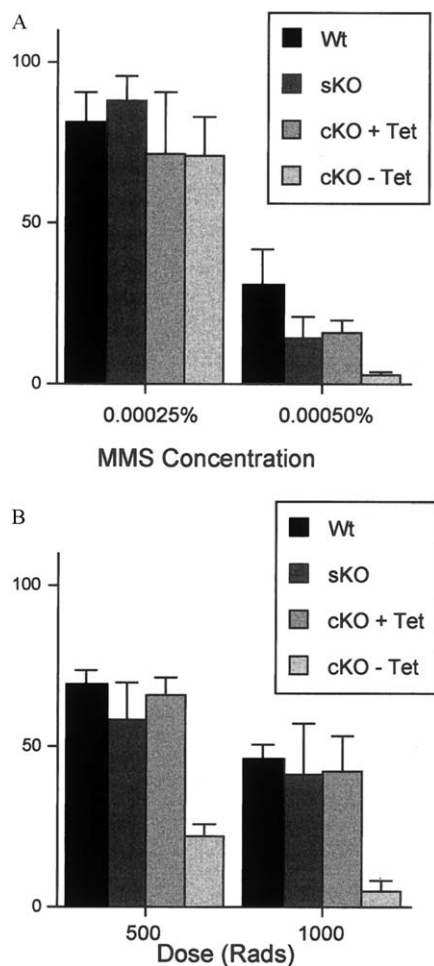 A
100
50
0
Wt
sKO
cKO + Tet
cKO - Tet
0.00025%
0.00050%
MMS Concentration
B
100
50
0
Wt
sKO
cKO + Tet
cKO - Tet
500
1000
Dose (Rads)